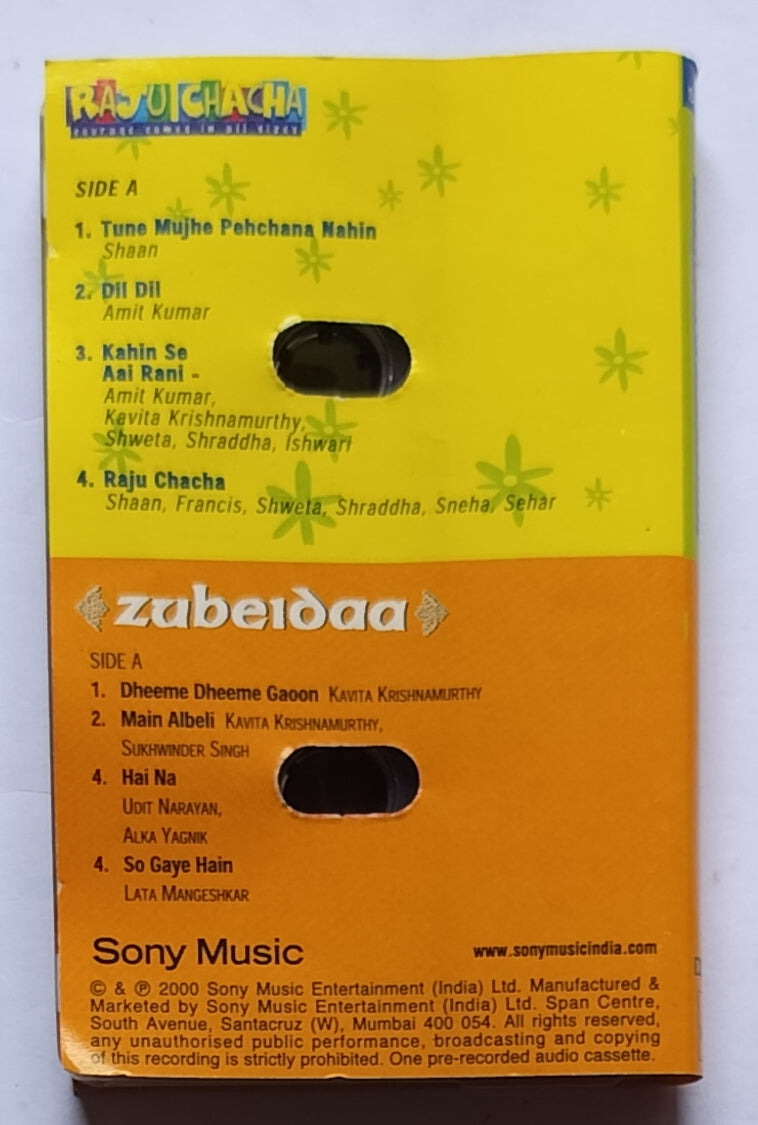 RAJU CHACHA
courage comes in all sizes
SIDE A
1. Tune Mujhe Pehchana Nahin
Shaan
2. Dil Dil
Amit Kumar
3. Kahin Se
Aai Rani -
Amit Kumar,
Kavita Krishnamurthy,
Shweta, Shraddha, Ishwari
4. Raju Chacha
Shaan, Francis, Shweta, Shraddha, Sneha, Sehar
zubeidaa
SIDE A
1. Dheeme Dheeme Gaoon KAVITA KRISHNAMURTHY
2. Main Albeli KAVITA KRISHNAMURTHY,
SUKHWINDER SINGH
4. Hai Na
UDIT NARAYAN,
ALKA YAGNIK
4. So Gaye Hain
LATA MANGESHKAR
Sony Music www.sonymusicindia.com
© & ℗ 2000 Sony Music Entertainment (India) Ltd. Manufactured &
Marketed by Sony Music Entertainment (India) Ltd. Span Centre,
South Avenue, Santacruz (W), Mumbai 400 054. All rights reserved,
any unauthorised public performance, broadcasting and copying
of this recording is strictly prohibited. One pre-recorded audio cassette.